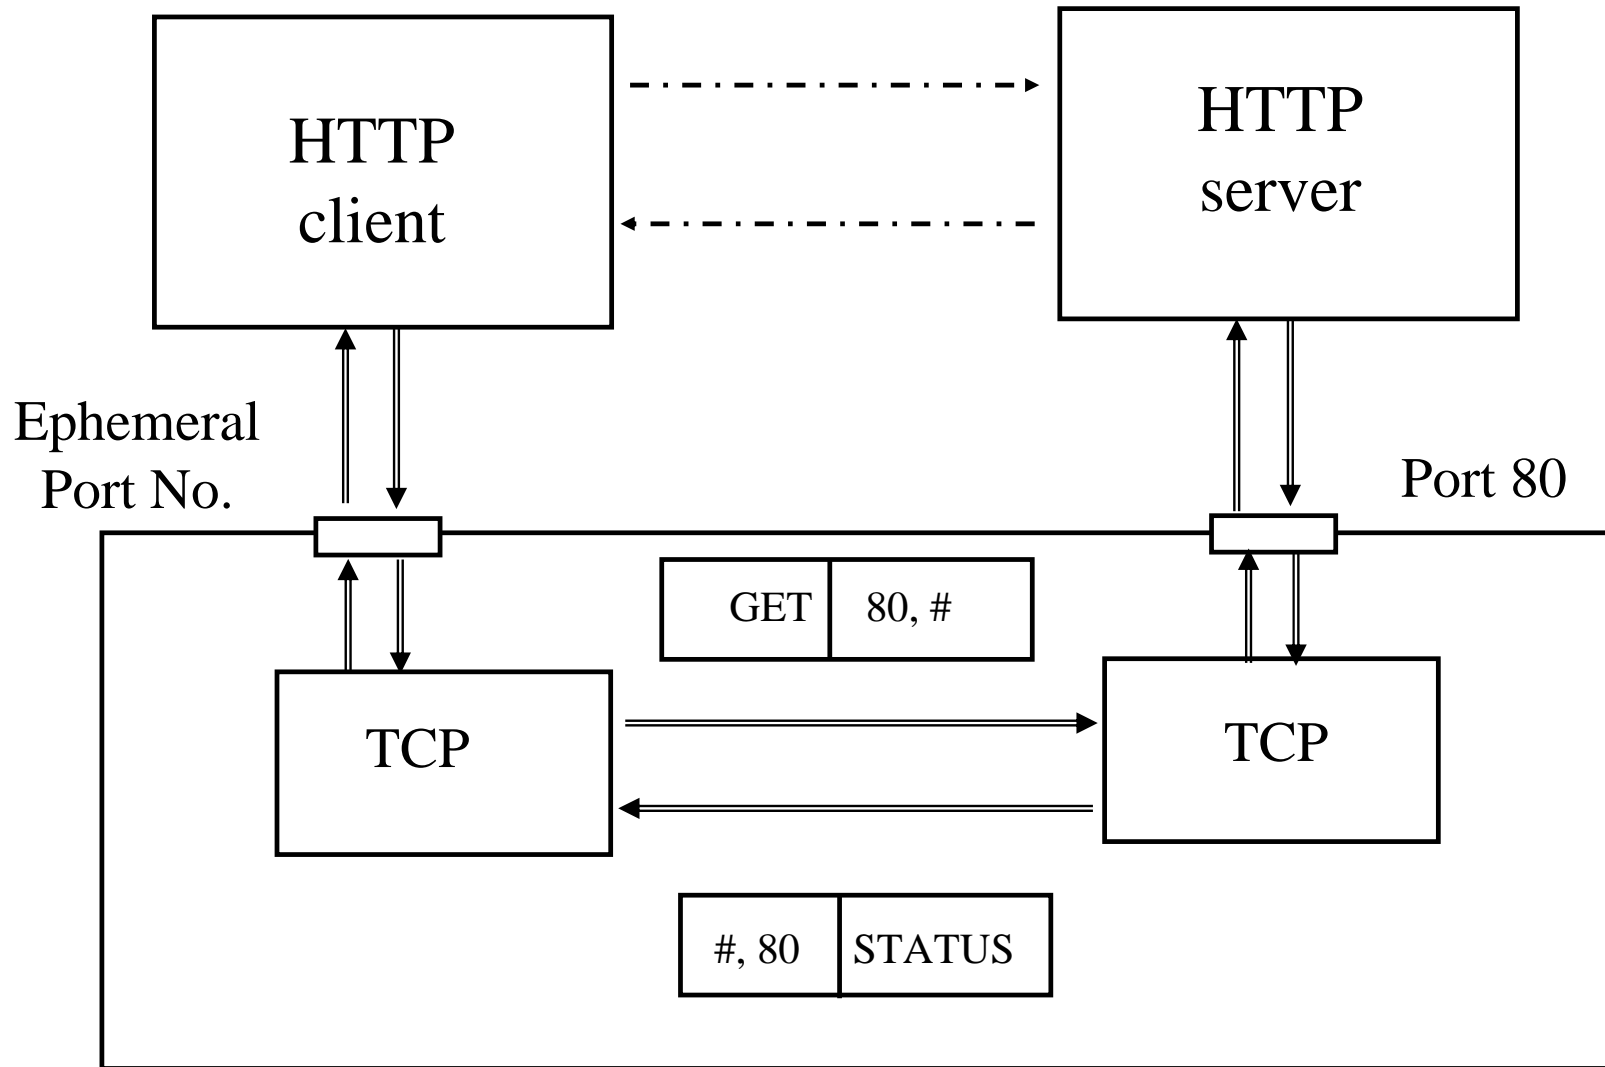 HTTP
client
HTTP
server
Ephemeral
Port No.
Port 80
GET
80, #
TCP
TCP
#, 80
STATUS